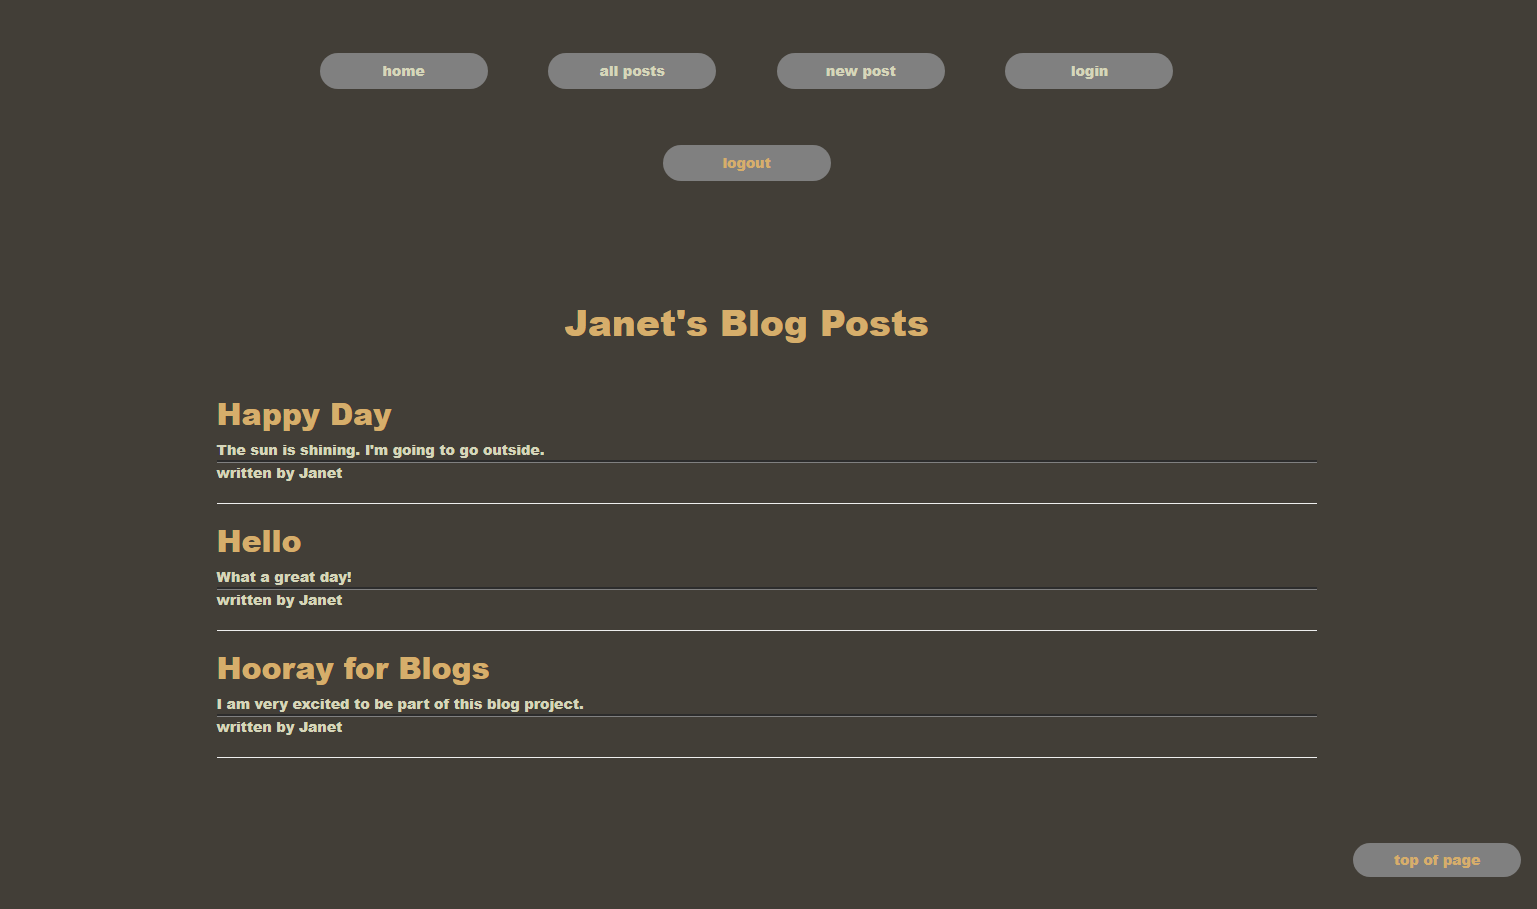 home all posts new post login
logout
Janet's Blog Posts
Happy Day
The sun is shining. I'm going to go outside.
written by Janet
Hello
What a great day!
written by Janet
Hooray for Blogs
I am very excited to be part of this blog project.
written by Janet
top of page